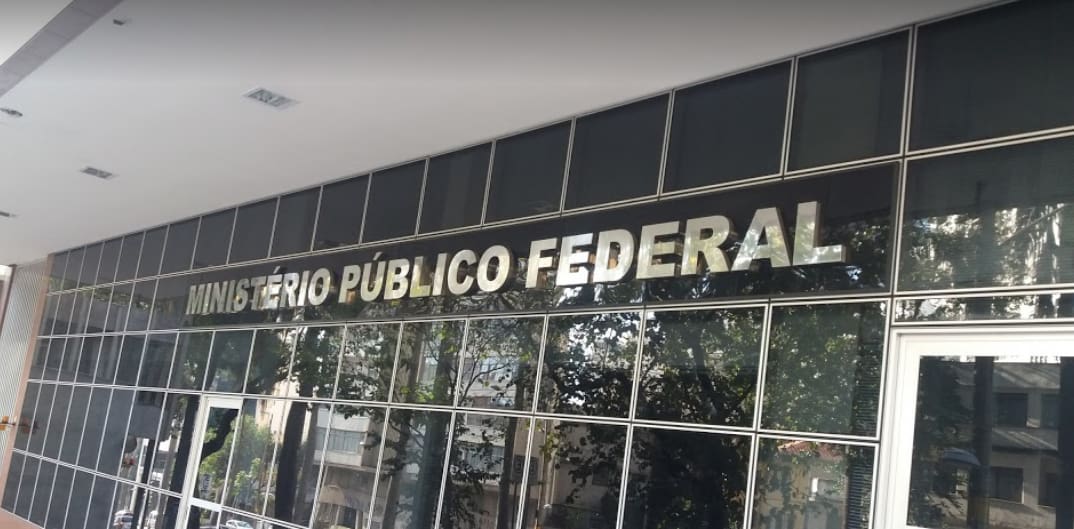 MINISTÉRIO PÚBLICO FEDERAL